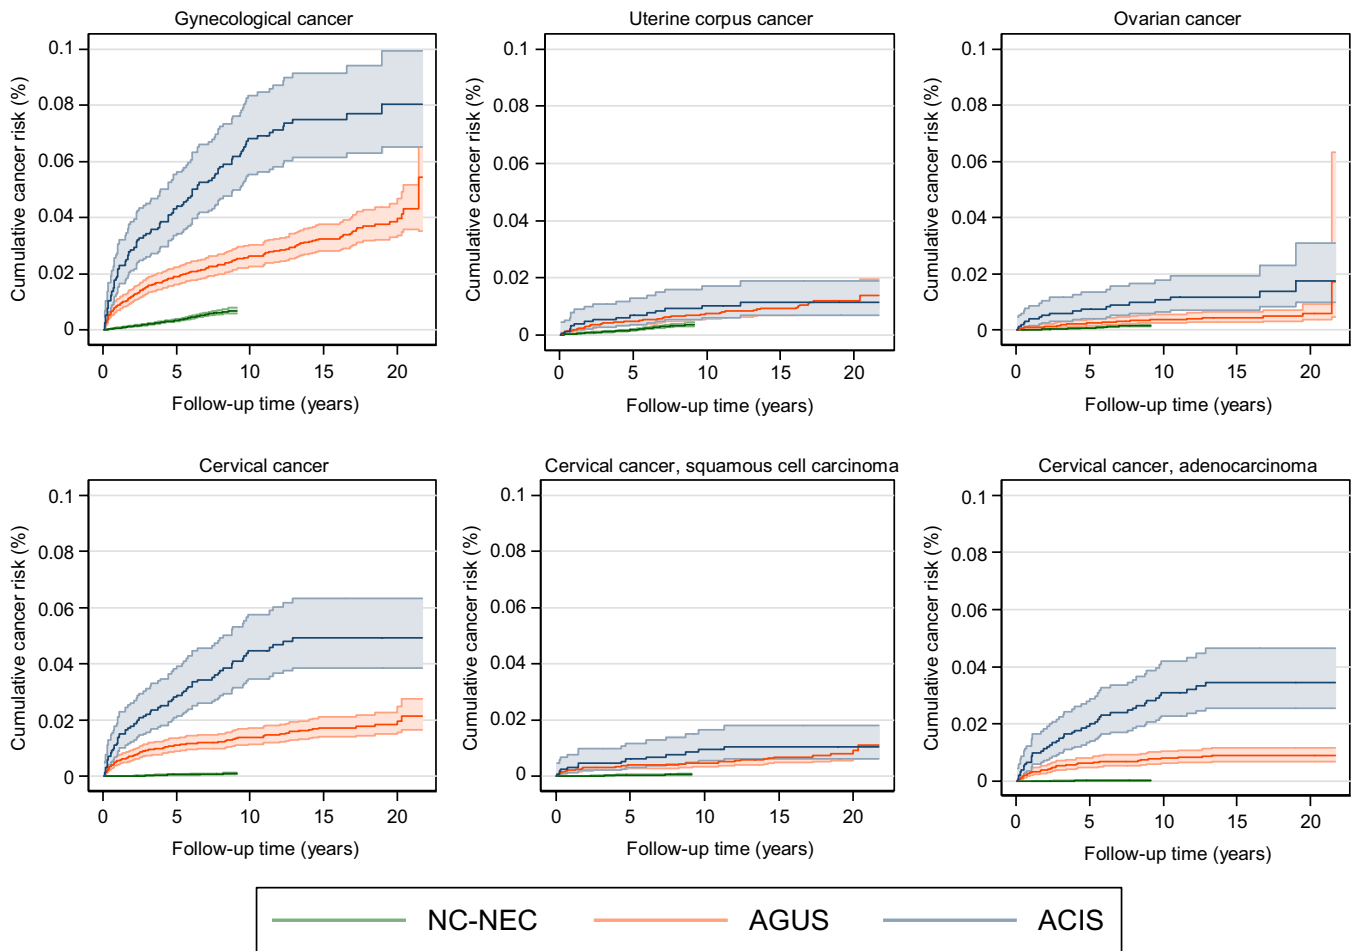 Gynecological cancer
Cumulative cancer risk (%)
0.1
0.08
0.06
0.04
0.02
0
0 5 10 15 20
Follow-up time (years)
Uterine corpus cancer
Cumulative cancer risk (%)
0.1
0.08
0.06
0.04
0.02
0
0 5 10 15 20
Follow-up time (years)
Ovarian cancer
Cumulative cancer risk (%)
0.1
0.08
0.06
0.04
0.02
0
0 5 10 15 20
Follow-up time (years)
Cervical cancer
Cumulative cancer risk (%)
0.1
0.08
0.06
0.04
0.02
0
0 5 10 15 20
Follow-up time (years)
Cervical cancer, squamous cell carcinoma
Cumulative cancer risk (%)
0.1
0.08
0.06
0.04
0.02
0
0 5 10 15 20
Follow-up time (years)
Cervical cancer, adenocarcinoma
Cumulative cancer risk (%)
0.1
0.08
0.06
0.04
0.02
0
0 5 10 15 20
Follow-up time (years)
NC-NEC AGUS ACIS